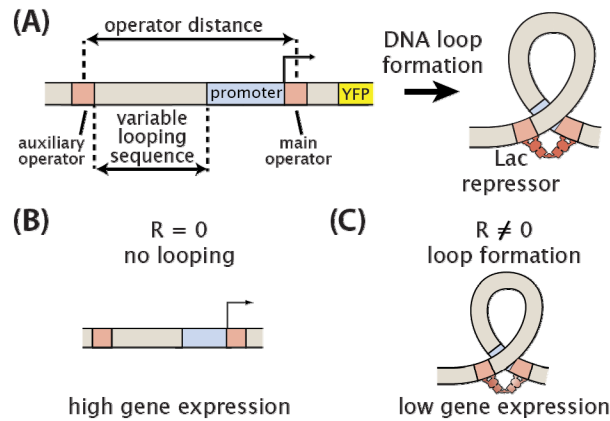 (A)
operator distance
promoter
YFP
auxiliary
operator
variable
looping
sequence
main
operator
DNA loop
formation
Lac
repressor
(B)
R = 0
no looping
high gene expression
(C)
R ≠ 0
loop formation
low gene expression